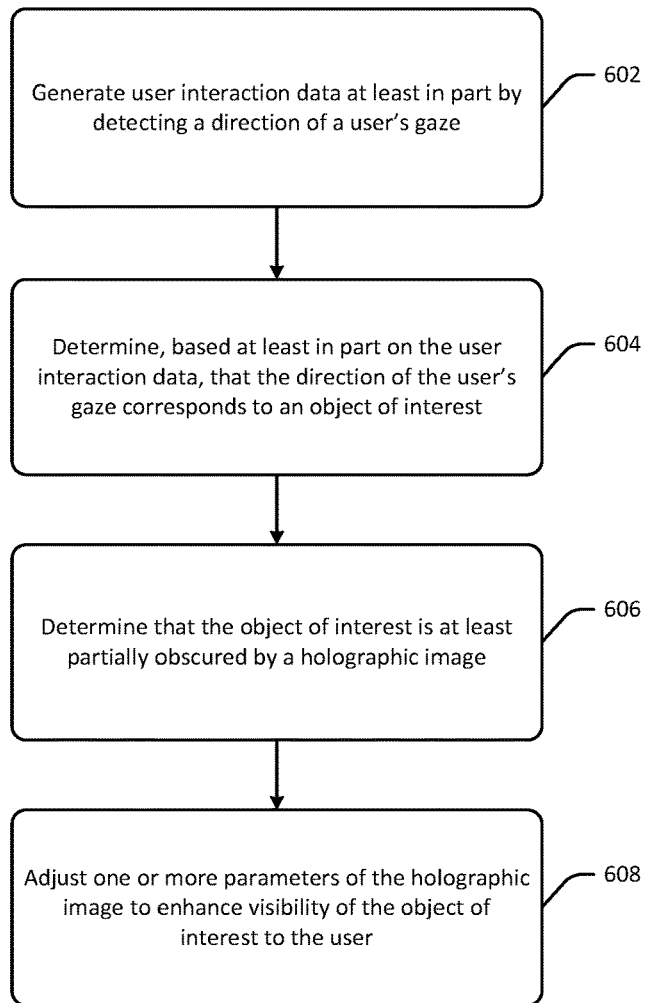 Generate user interaction data at least in part by
detecting a direction of a user's gaze
602
Determine, based at least in part on the user
interaction data, that the direction of the user's
gaze corresponds to an object of interest
604
Determine that the object of interest is at least
partially obscured by a holographic image
606
Adjust one or more parameters of the holographic
image to enhance visibility of the object of
interest to the user
608